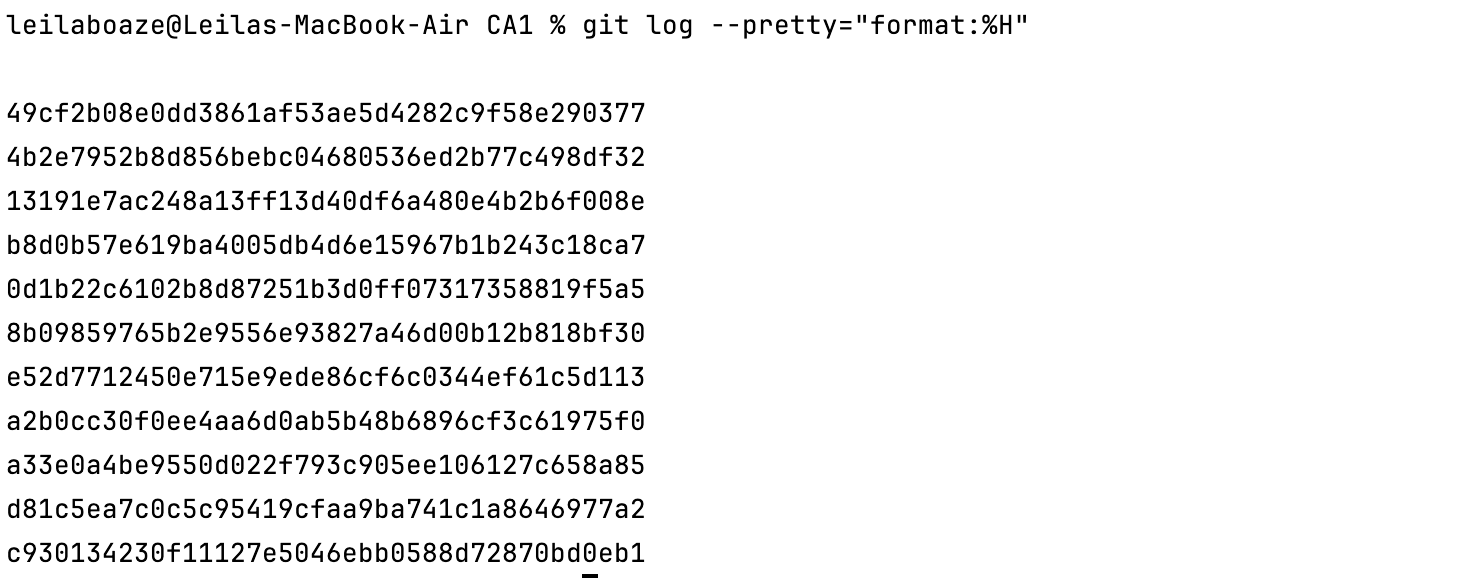 leilaboaze@Leilas-MacBook-Air CA1 % git log --pretty="format:%H"
49cf2b08e0dd3861af53ae5d4282c9f58e290377
4b2e7952b8d856bebc04680536ed2b77c498df32
13191e7ac248a13ff13d40df6a480e4b2b6f008e
b8d0b57e619ba4005db4d6e15967b1b243c18ca7
0d1b22c6102b8d87251b3d0ff07317358819f5a5
8b09859765b2e9556e93827a46d00b12b818bf30
e52d7712450e715e9ede86cf6c0344ef61c5d113
a2b0cc30f0ee4aa6d0ab5b48b6896cf3c61975f0
a33e0a4be9550d022f793c905ee106127c658a85
d81c5ea7c0c5c95419cfaa9ba741c1a8646977a2
c930134230f11127e5046ebb0588d72870bd0eb1